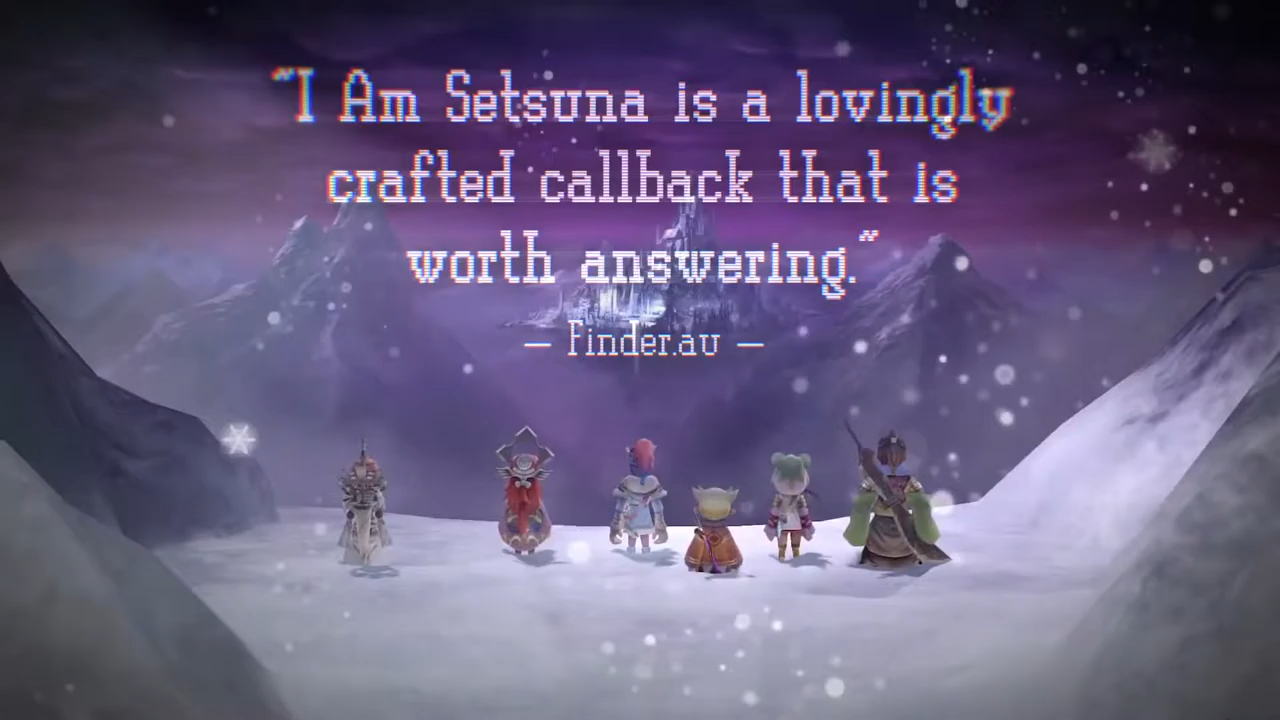 "I Am Setsuna is a lovingly
crafted callback that is
worth answering."
— Finder.au —